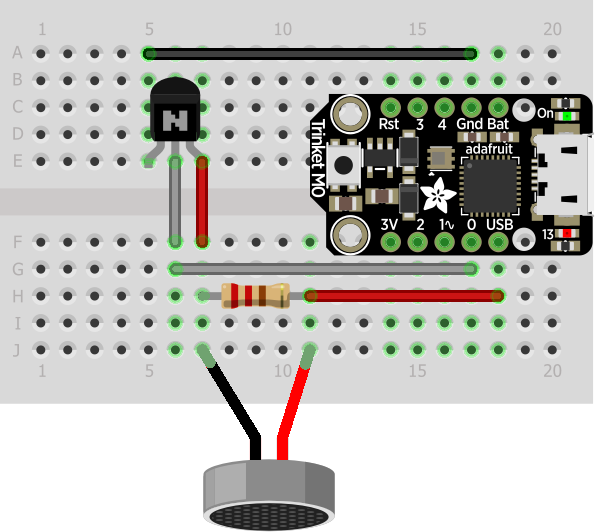 1 5 10 15 20
A
B
C
D
E
F
G
H
I
J
N
Trinket M0
Rst 3 4 Gnd Bat
On
adafruit
3V 2 1~ 0 USB
13
1 5 10 15 20